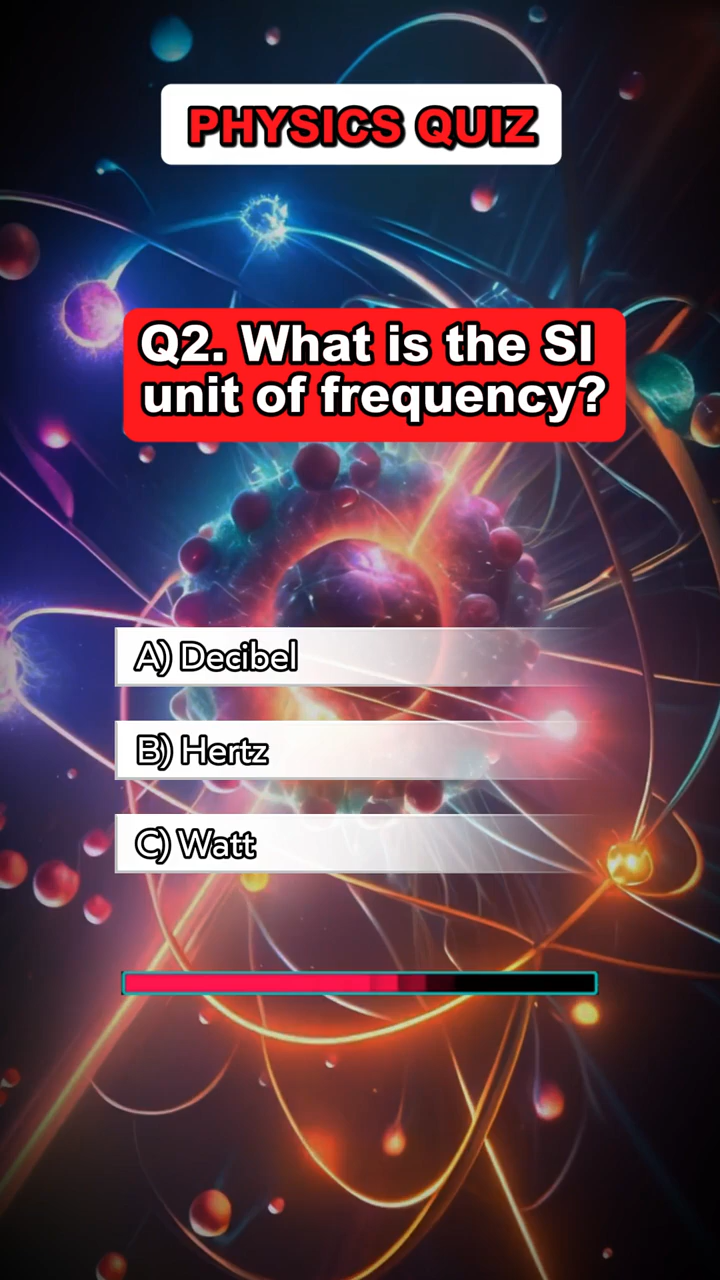 PHYSICS QUIZ
Q2. What is the SI
unit of frequency?
A) Decibel
B) Hertz
C) Watt